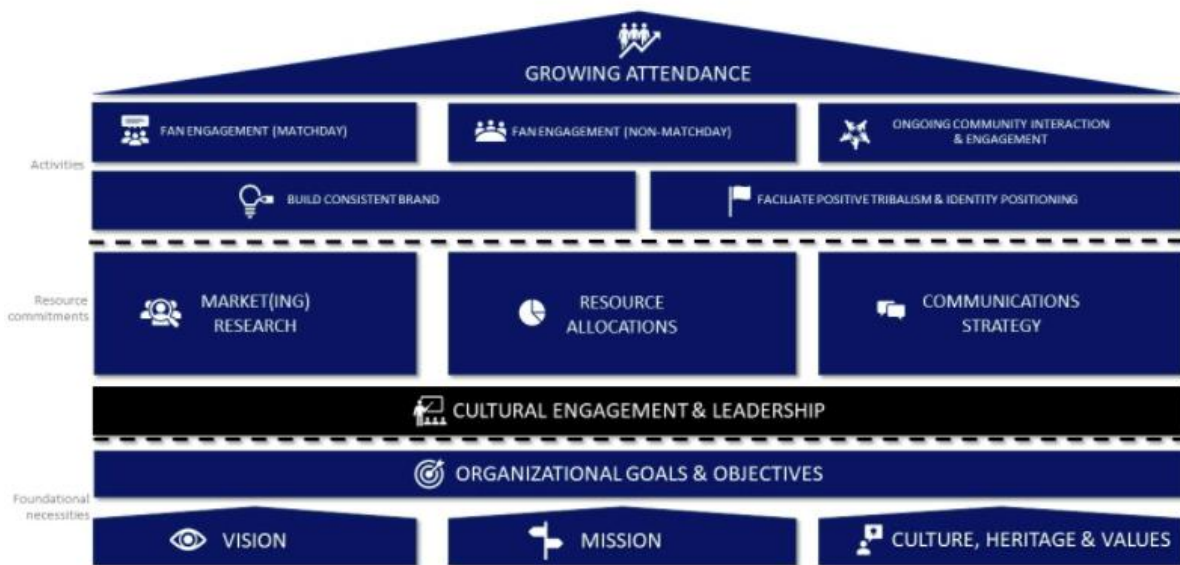 GROWING ATTENDANCE
FAN ENGAGEMENT (MATCHDAY)
FAN ENGAGEMENT (NON-MATCHDAY)
ONGOING COMMUNITY INTERACTION
& ENGAGEMENT
Activities
BUILD CONSISTENT BRAND
FACILIATE POSITIVE TRIBALISM & IDENTITY POSITIONING
Resource
commitments
MARKET(ING)
RESEARCH
RESOURCE
ALLOCATIONS
COMMUNICATIONS
STRATEGY
CULTURAL ENGAGEMENT & LEADERSHIP
ORGANIZATIONAL GOALS & OBJECTIVES
Foundational
necessities
VISION
MISSION
CULTURE, HERITAGE & VALUES